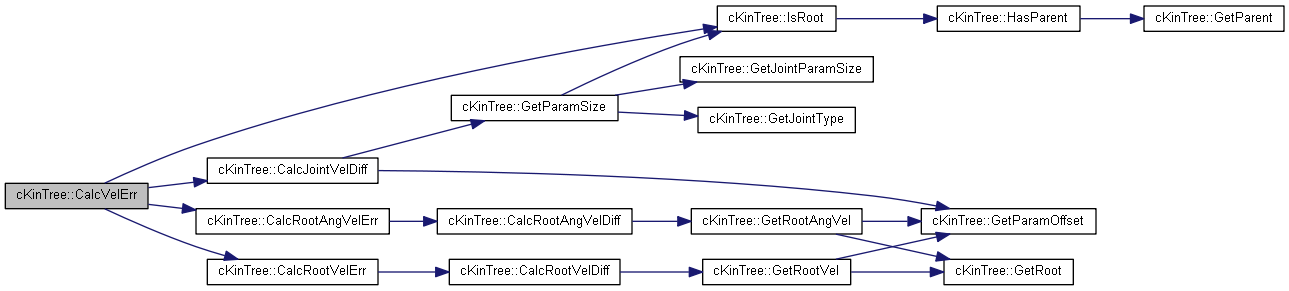 cKinTree::IsRoot
cKinTree::HasParent
cKinTree::GetParent
cKinTree::GetJointParamSize
cKinTree::GetParamSize
cKinTree::GetJointType
cKinTree::CalcJointVelDiff
cKinTree::CalcVelErr
cKinTree::CalcRootAngVelErr
cKinTree::CalcRootAngVelDiff
cKinTree::GetRootAngVel
cKinTree::GetParamOffset
cKinTree::CalcRootVelErr
cKinTree::CalcRootVelDiff
cKinTree::GetRootVel
cKinTree::GetRoot